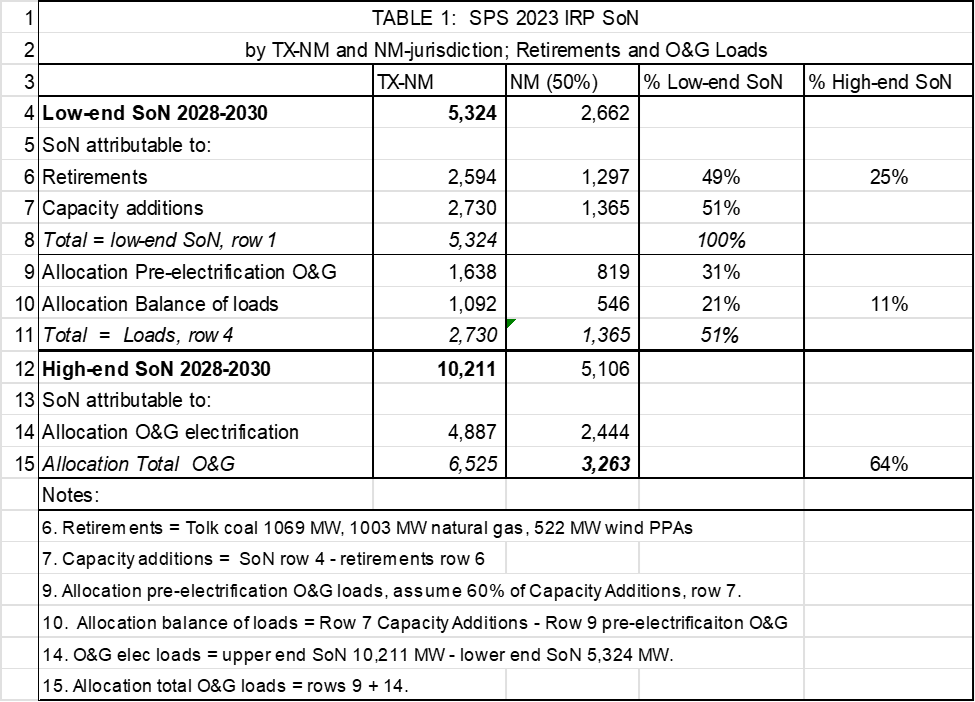 1 TABLE 1: SPS 2023 IRP SoN
2 by TX-NM and NM-jurisdiction; Retirements and O&G Loads
3 TX-NM NM (50%) % Low-end SoN % High-end SoN
4 Low-end SoN 2028-2030 5,324 2,662
5 SoN attributable to:
6 Retirements 2,594 1,297 49% 25%
7 Capacity additions 2,730 1,365 51%
8 Total = low-end SoN, row 1 5,324 100%
9 Allocation Pre-electrification O&G 1,638 819 31%
10 Allocation Balance of loads 1,092 546 21% 11%
11 Total = Loads, row 4 2,730 1,365 51%
12 High-end SoN 2028-2030 10,211 5,106
13 SoN attributable to:
14 Allocation O&G electrification 4,887 2,444
15 Allocation Total O&G 6,525 3,263 64%
Notes:
6. Retirements = Tolk coal 1069 MW, 1003 MW natural gas, 522 MW wind PPAs
7. Capacity additions = SoN row 4 - retirements row 6
9. Allocation pre-electrification O&G loads, assume 60% of Capacity Additions, row 7.
10. Allocation balance of loads = Row 7 Capacity Additions - Row 9 pre-electrificaiton O&G
14. O&G elec loads = upper end SoN 10,211 MW - lower end SoN 5,324 MW.
15. Allocation total O&G loads = rows 9 + 14.